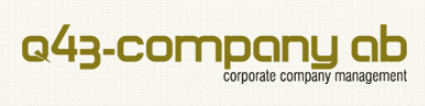 q43-company ab
corporate company management